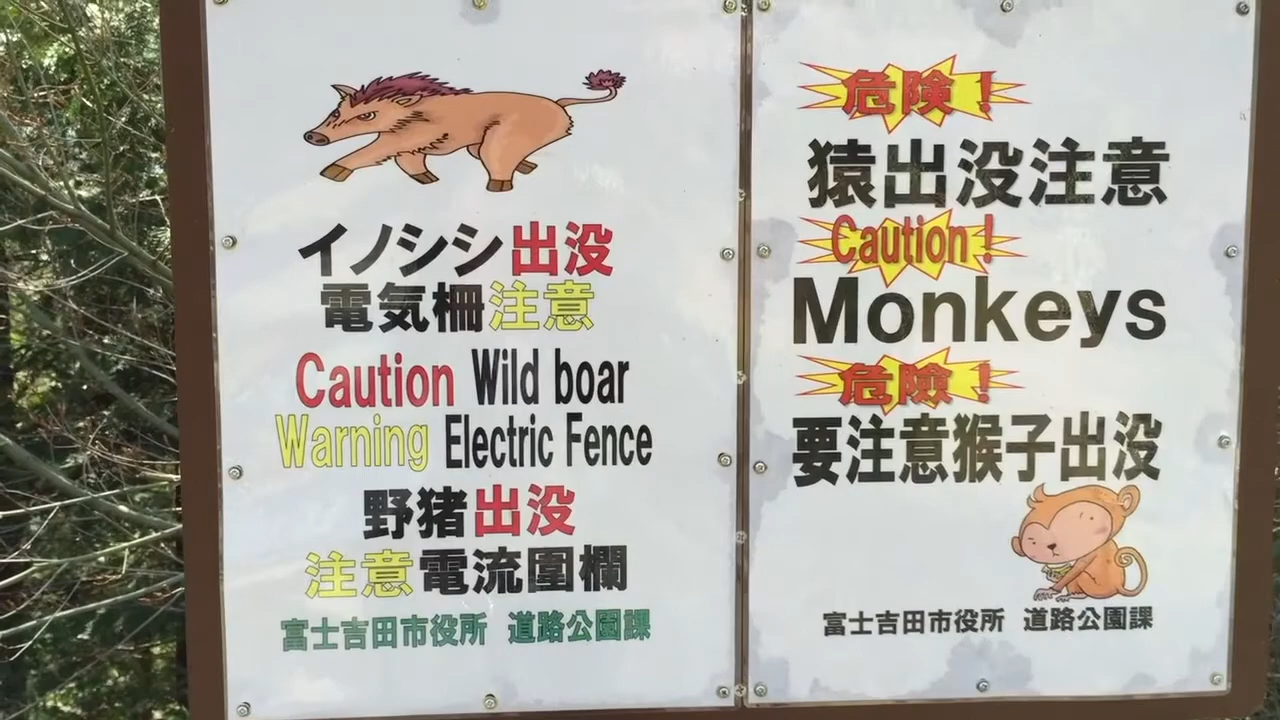 イノシシ出没
電気柵注意
Caution Wild boar
Warning Electric Fence
野猪出没
注意電流圍欄
富士吉田市役所 道路公園課
危険！
猿出没注意
Caution!
Monkeys
危險！
要注意猴子出没
富士吉田市役所 道路公園課